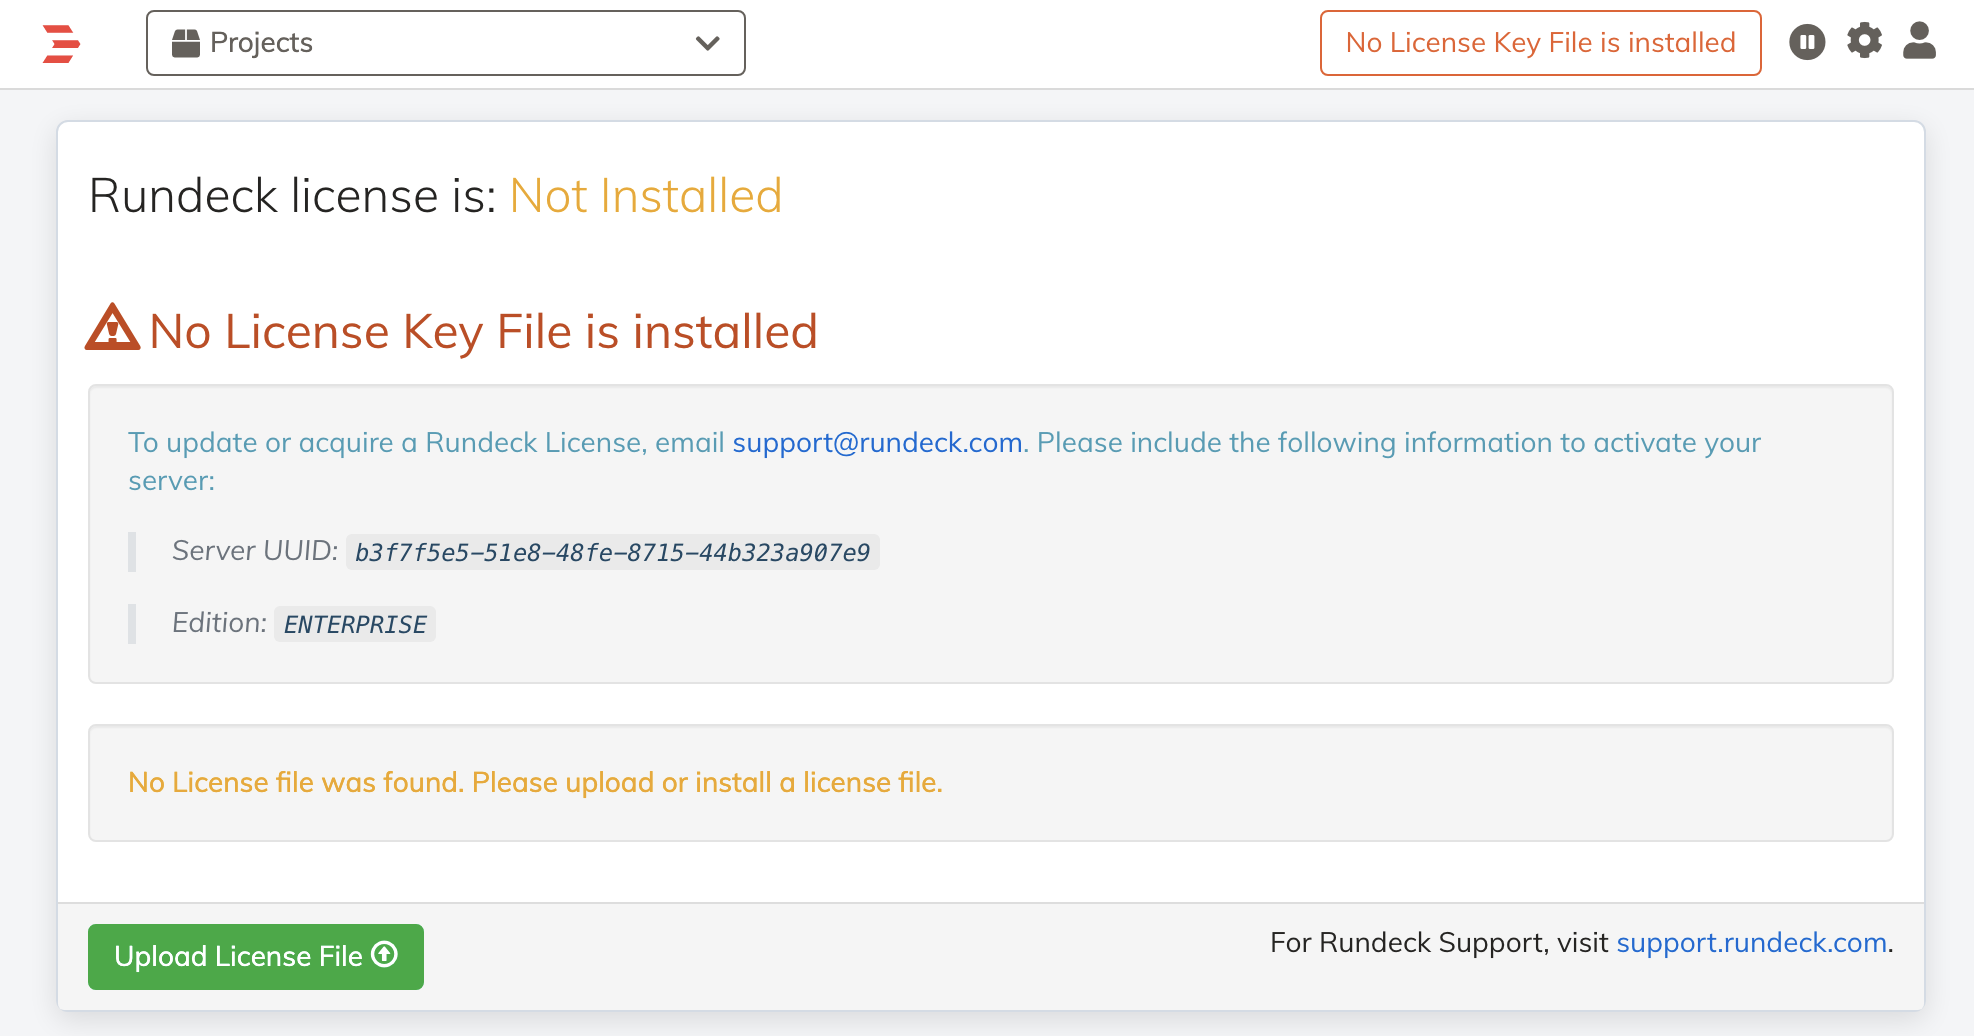 Projects
No License Key File is installed
Rundeck license is: Not Installed
No License Key File is installed
To update or acquire a Rundeck License, email support@rundeck.com. Please include the following information to activate your
server:
Server UUID: b3f7f5e5-51e8-48fe-8715-44b323a907e9
Edition: ENTERPRISE
No License file was found. Please upload or install a license file.
Upload License File
For Rundeck Support, visit support.rundeck.com.